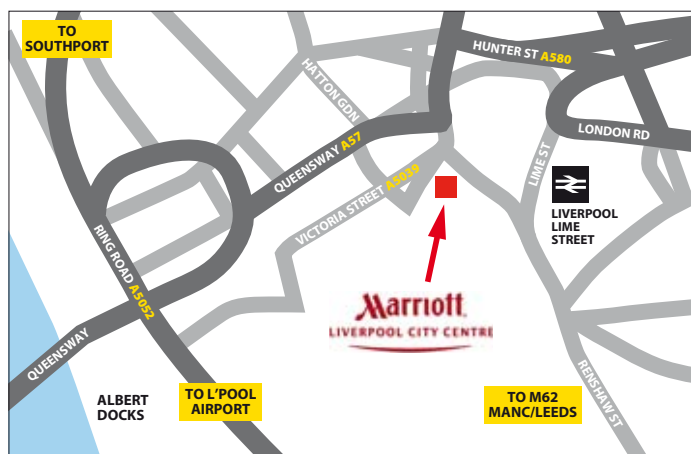 TO
SOUTHPORT
HUNTER ST A580
HATTON GDN
LONDON RD
QUEENSWAY A57
LIME ST
VICTORIA STREET A5039
LIVERPOOL
LIME
STREET
RING ROAD A5052
Marriott
LIVERPOOL CITY CENTRE
QUEENSWAY
RENSHAW ST
ALBERT
DOCKS
TO L'POOL
AIRPORT
TO M62
MANC/LEEDS